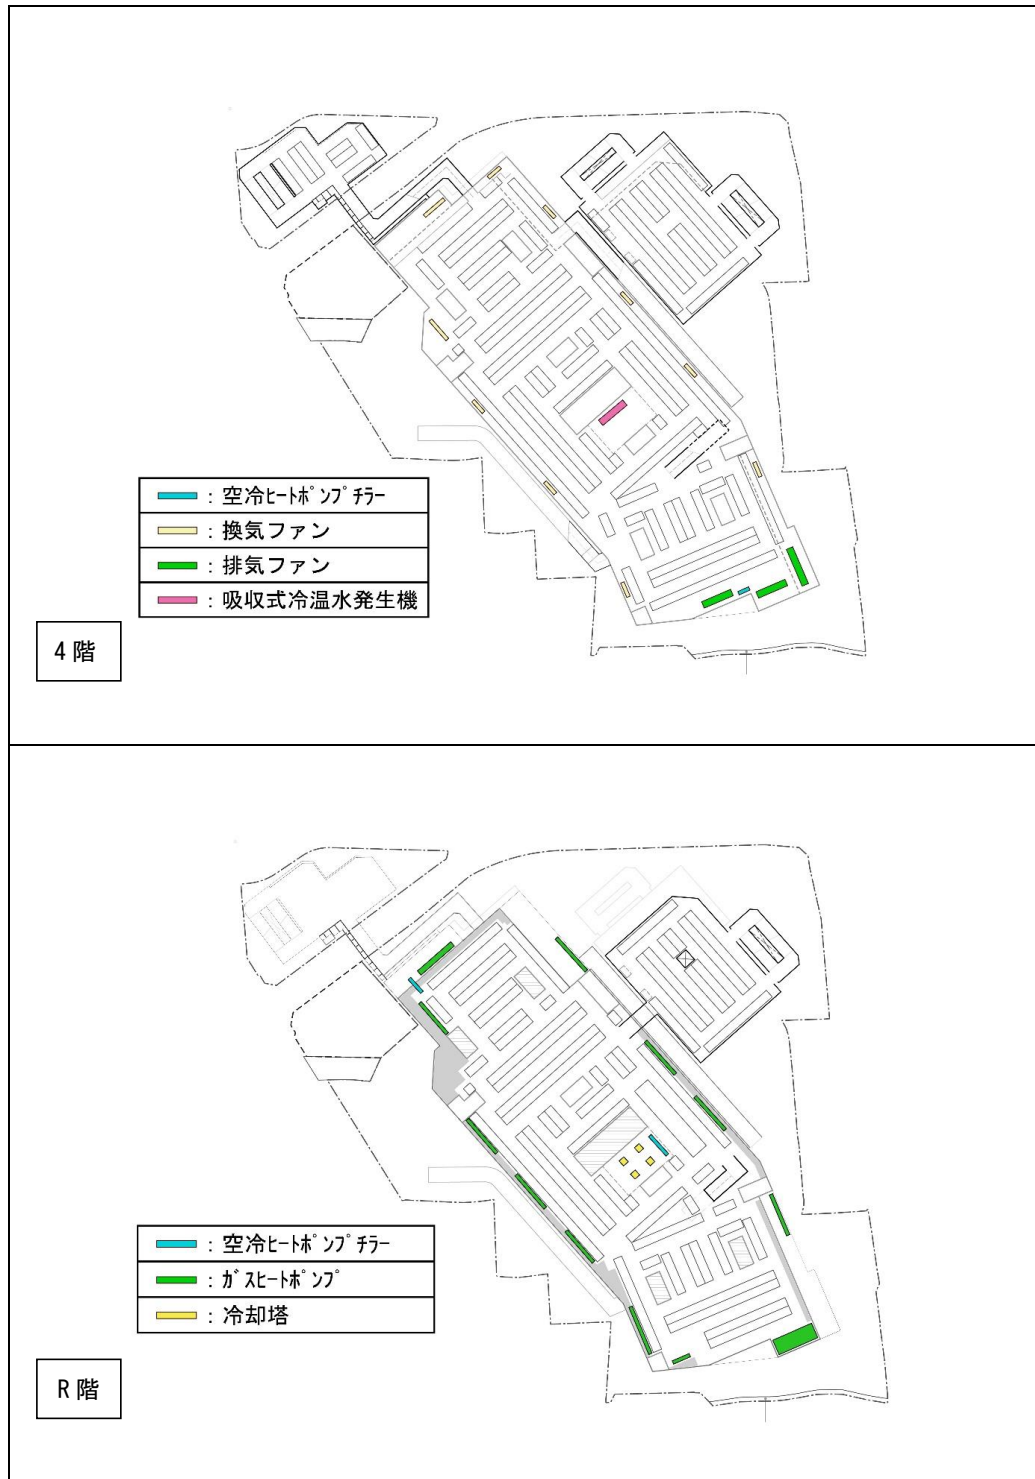 ：空冷ﾋｰﾄﾎﾟﾝﾌﾟﾁﾗｰ
：換気ファン
：排気ファン
：吸収式冷温水発生機
4 階
：空冷ﾋｰﾄﾎﾟﾝﾌﾟﾁﾗｰ
：ｶﾞｽﾋｰﾄﾎﾟﾝﾌﾟ
：冷却塔
R 階